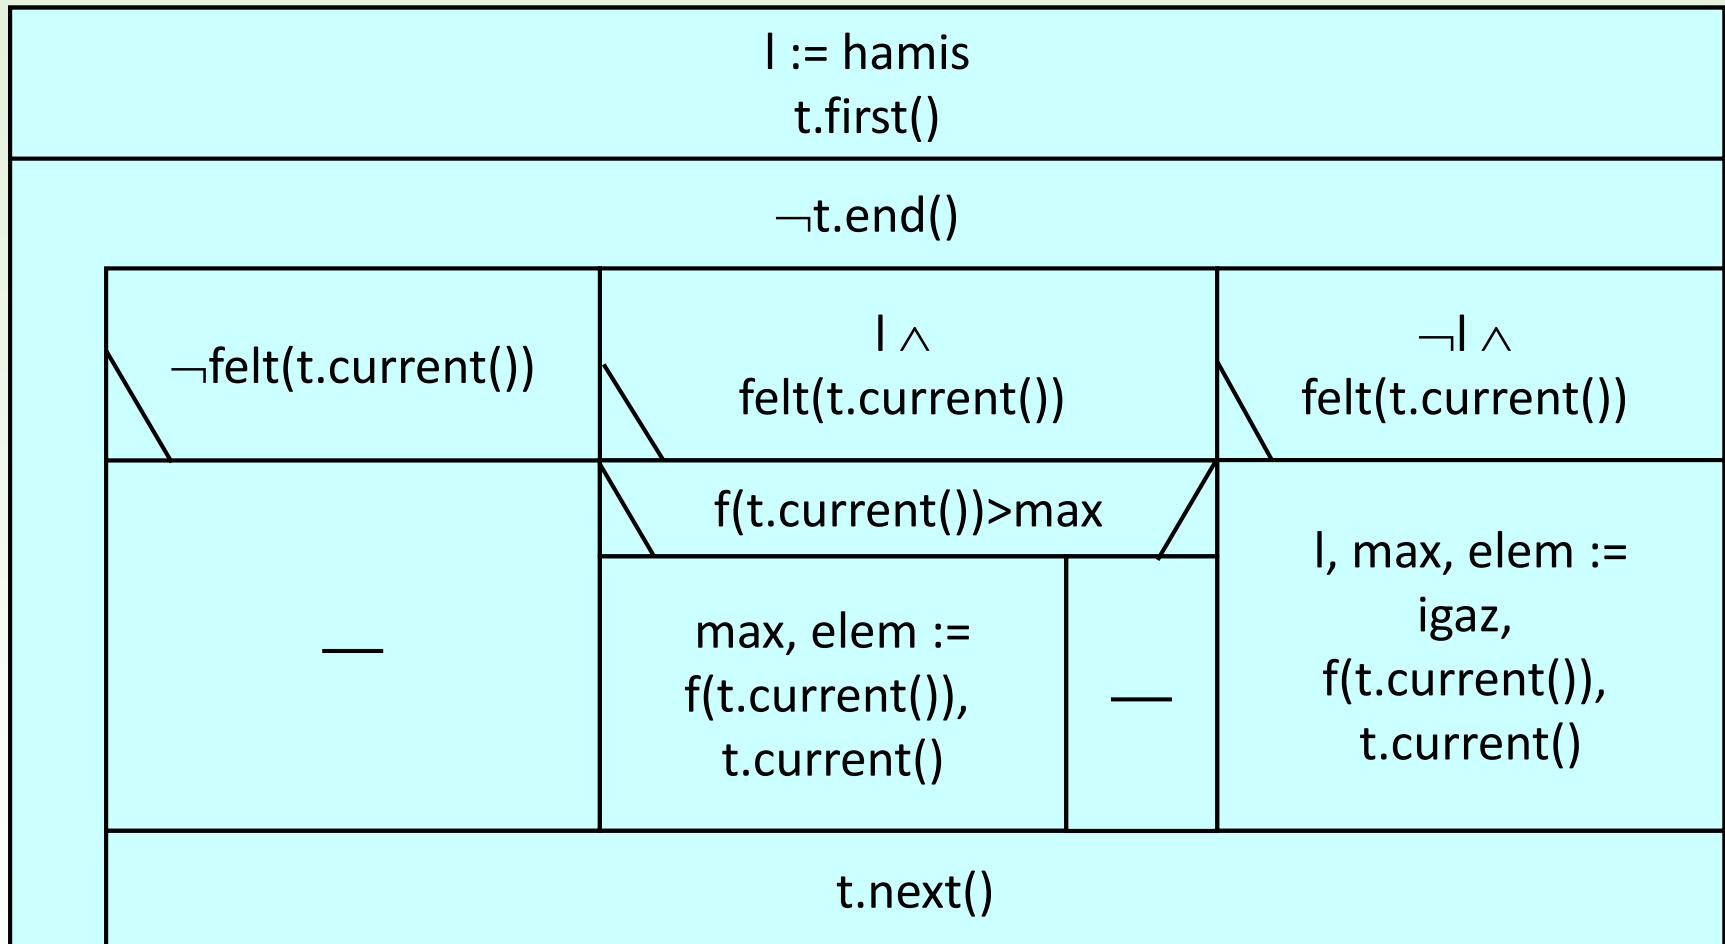 l := hamis
t.first()
¬t.end()
¬felt(t.current())
l ∧
felt(t.current())
¬l ∧
felt(t.current())
—
f(t.current())>max
max, elem :=
f(t.current()),
t.current()
—
l, max, elem :=
igaz,
f(t.current()),
t.current()
t.next()